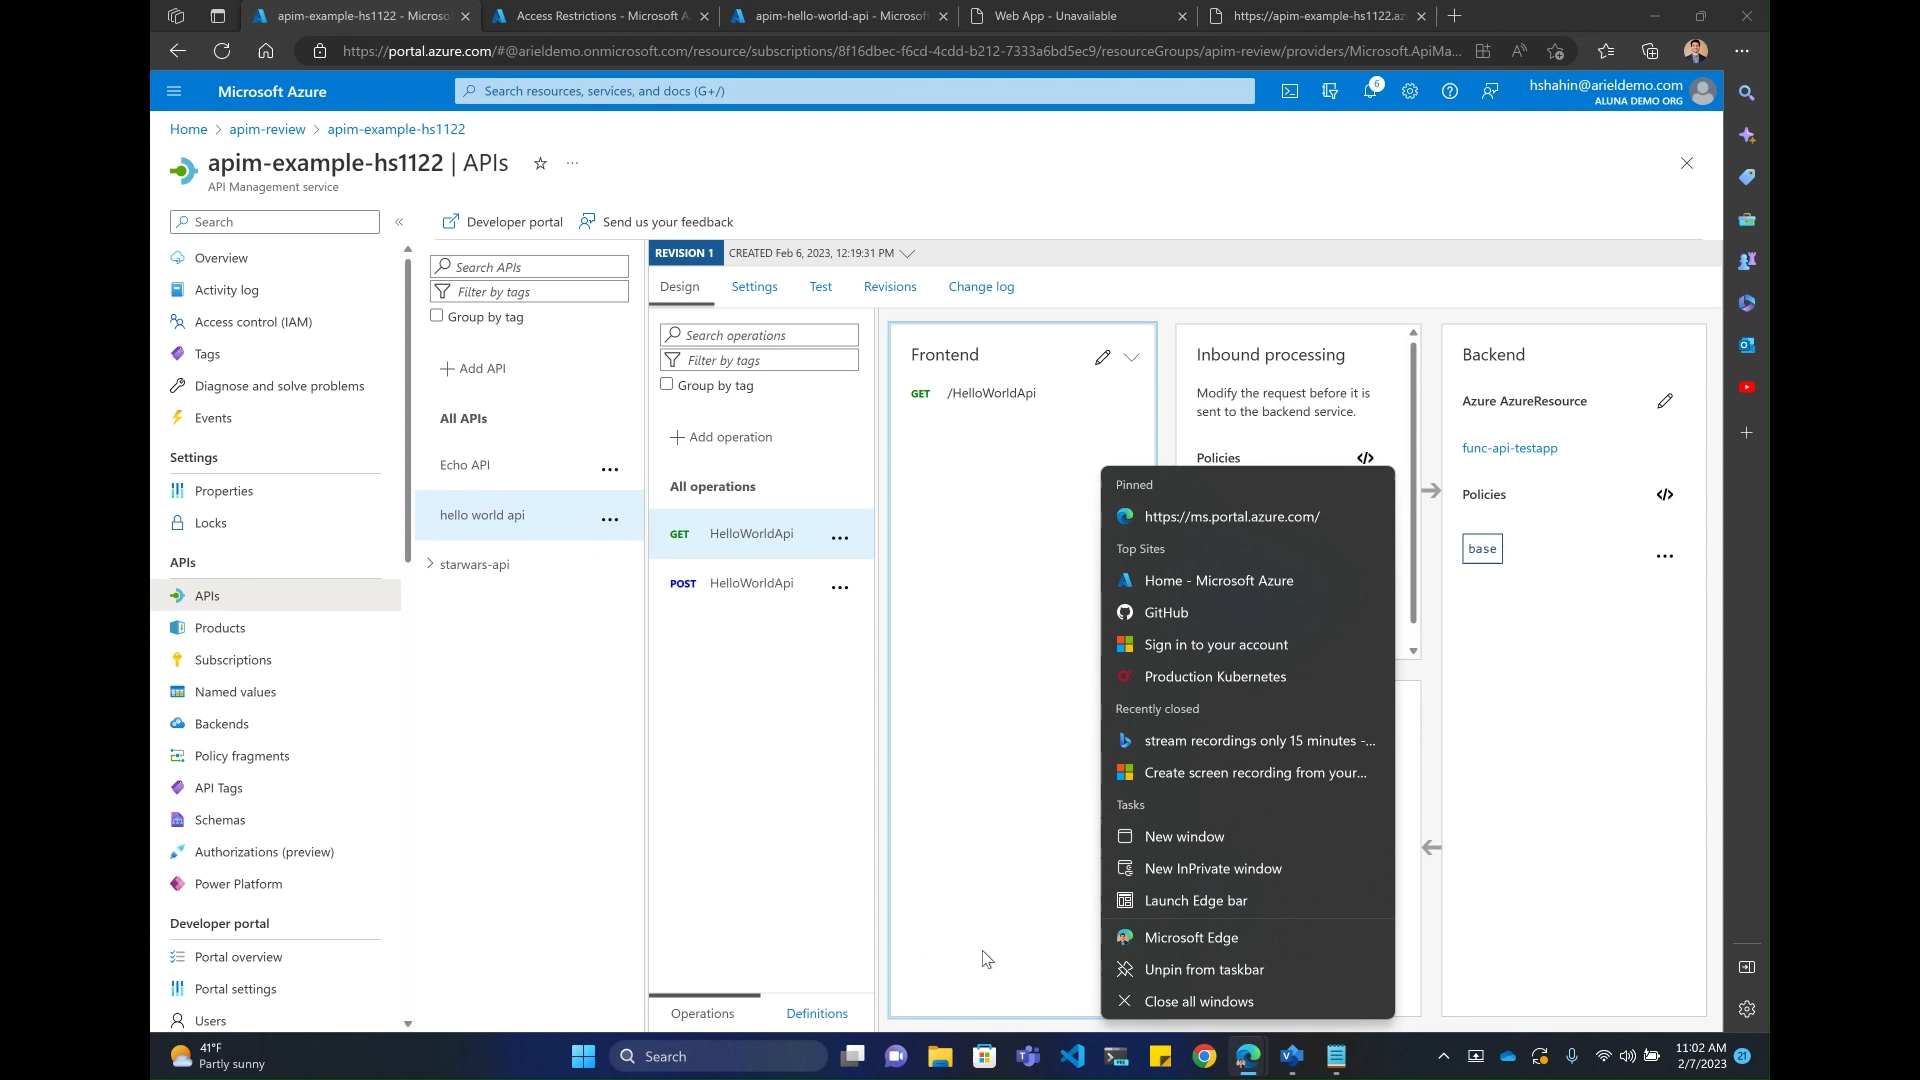 apim-example-hs1122 - Microso
Access Restrictions - Microsoft A
apim-hello-world-api - Microsof
Web App - Unavailable
https://apim-example-hs1122.az
https://portal.azure.com/#@arieldemo.onmicrosoft.com/resource/subscriptions/8f16dbec-f6cd-4cdd-b212-7333a6bd5ec9/resourceGroups/apim-review/providers/Microsoft.ApiMa...
Microsoft Azure
Search resources, services, and docs (G+/)
6
hshahin@arieldemo.com
ALUNA DEMO ORG
Home > apim-review > apim-example-hs1122
apim-example-hs1122 | APIs
API Management service
Search
Overview
Activity log
Access control (IAM)
Tags
Diagnose and solve problems
Events
Settings
Properties
Locks
APIs
APIs
Products
Subscriptions
Named values
Backends
Policy fragments
API Tags
Schemas
Authorizations (preview)
Power Platform
Developer portal
Portal overview
Portal settings
Users
Developer portal
Send us your feedback
Search APIs
Filter by tags
Group by tag
+ Add API
All APIs
Echo API
hello world api
starwars-api
REVISION 1
CREATED Feb 6, 2023, 12:19:31 PM
Design
Settings
Test
Revisions
Change log
Search operations
Filter by tags
Group by tag
+ Add operation
All operations
GET HelloWorldApi
POST HelloWorldApi
Operations
Definitions
Frontend
GET /HelloWorldApi
Inbound processing
Modify the request before it is
sent to the backend service.
Policies
Backend
Azure AzureResource
func-api-testapp
Policies
base
Pinned
https://ms.portal.azure.com/
Top Sites
Home - Microsoft Azure
GitHub
Sign in to your account
Production Kubernetes
Recently closed
stream recordings only 15 minutes -...
Create screen recording from your...
Tasks
New window
New InPrivate window
Launch Edge bar
Microsoft Edge
Unpin from taskbar
Close all windows
41°F
Partly sunny
Search
11:02 AM
2/7/2023
21